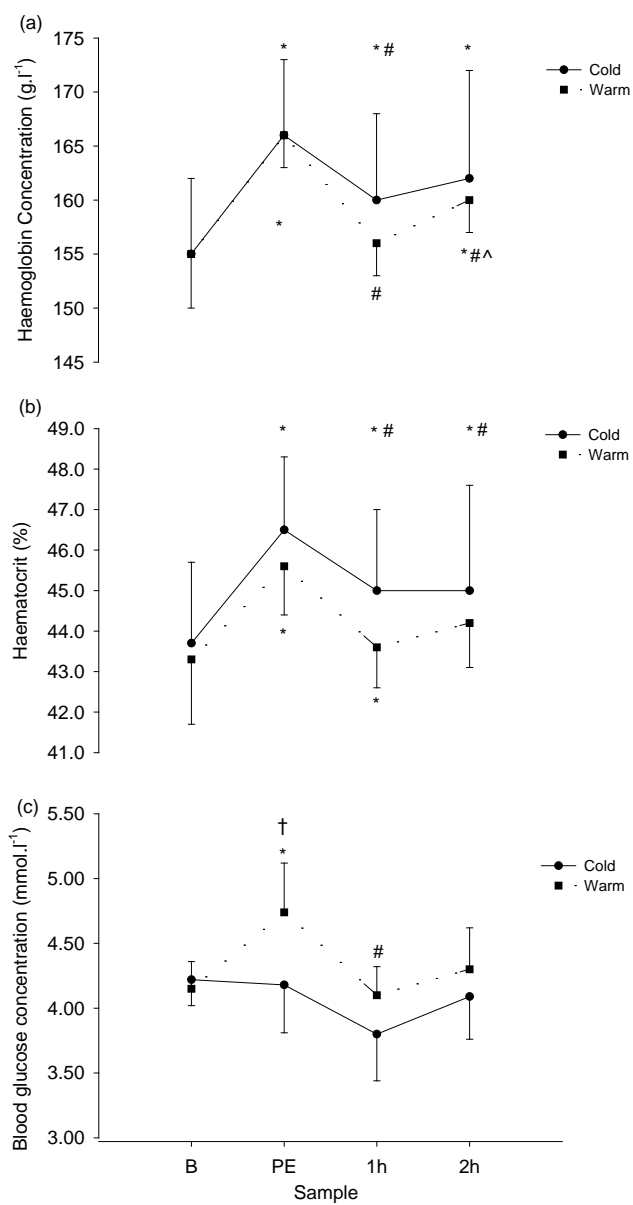 (a)
Haemoglobin Concentration (g.l⁻¹)
175
170
165
160
155
150
145
* * # *
*
#
*#^
Cold
Warm
(b)
Haematocrit (%)
49.0
48.0
47.0
46.0
45.0
44.0
43.0
42.0
41.0
* * # * #
*
*
Cold
Warm
(c)
Blood glucose concentration (mmol.l⁻¹)
5.50
5.00
4.50
4.00
3.50
3.00
†
*
#
Cold
Warm
B PE 1h 2h
Sample